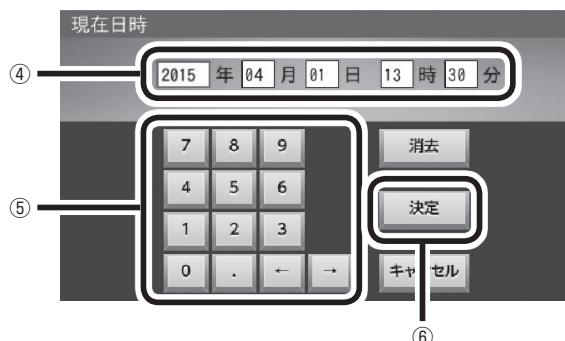 現在日時
④ 2015 年 04 月 01 日 13 時 30 分
7 8 9 消去
⑤ 4 5 6 決定
1 2 3
0 . ← → キャンセル
⑥